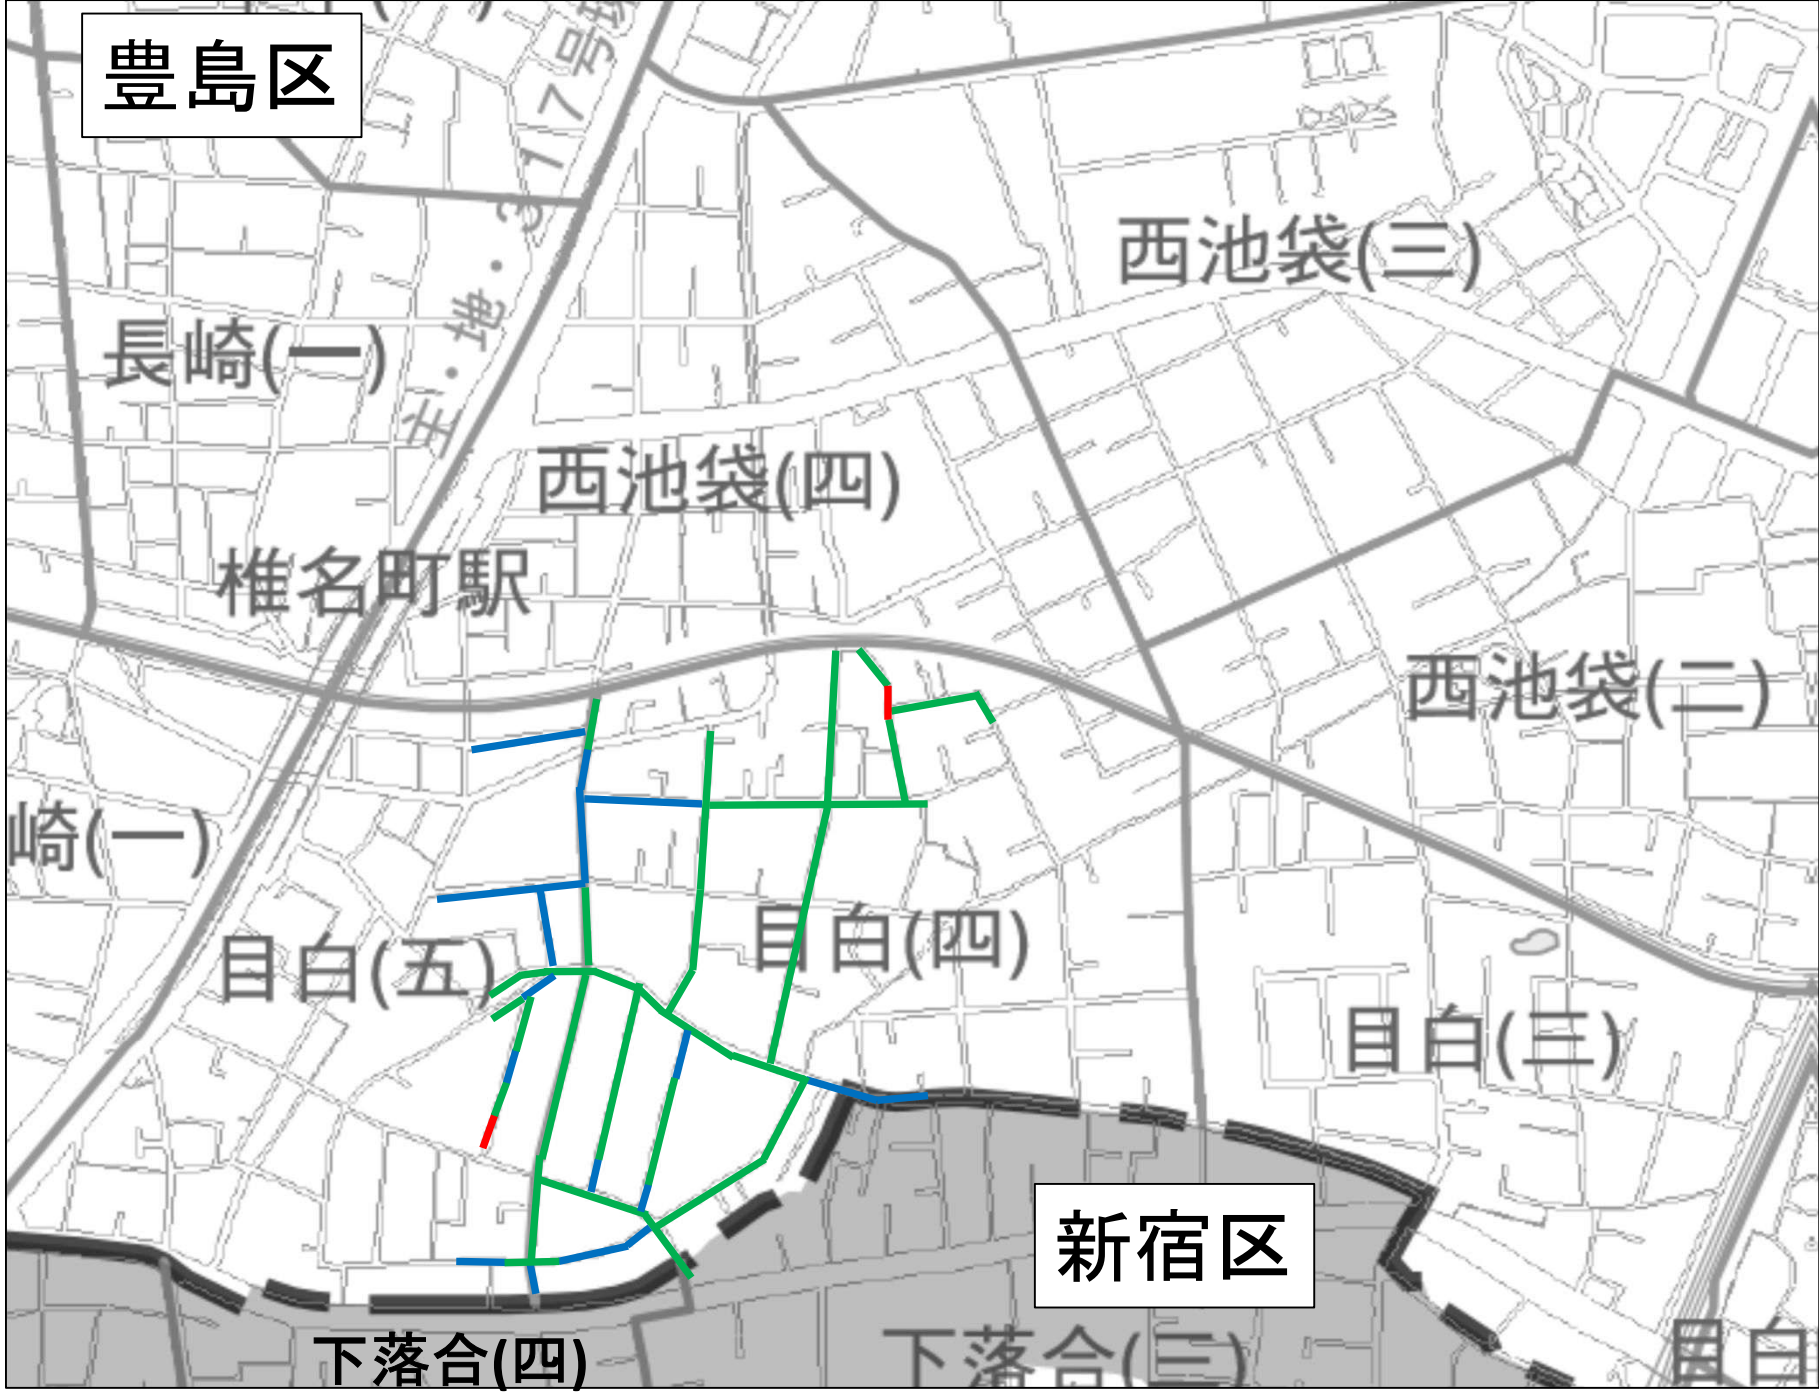 豊島区
317号
主・地・
西池袋(三)
長崎(一)
西池袋(四)
椎名町駅
西池袋(二)
崎(一)
目白(五)
目白(四)
目白(三)
新宿区
下落合(四)
下落合(三)
目白